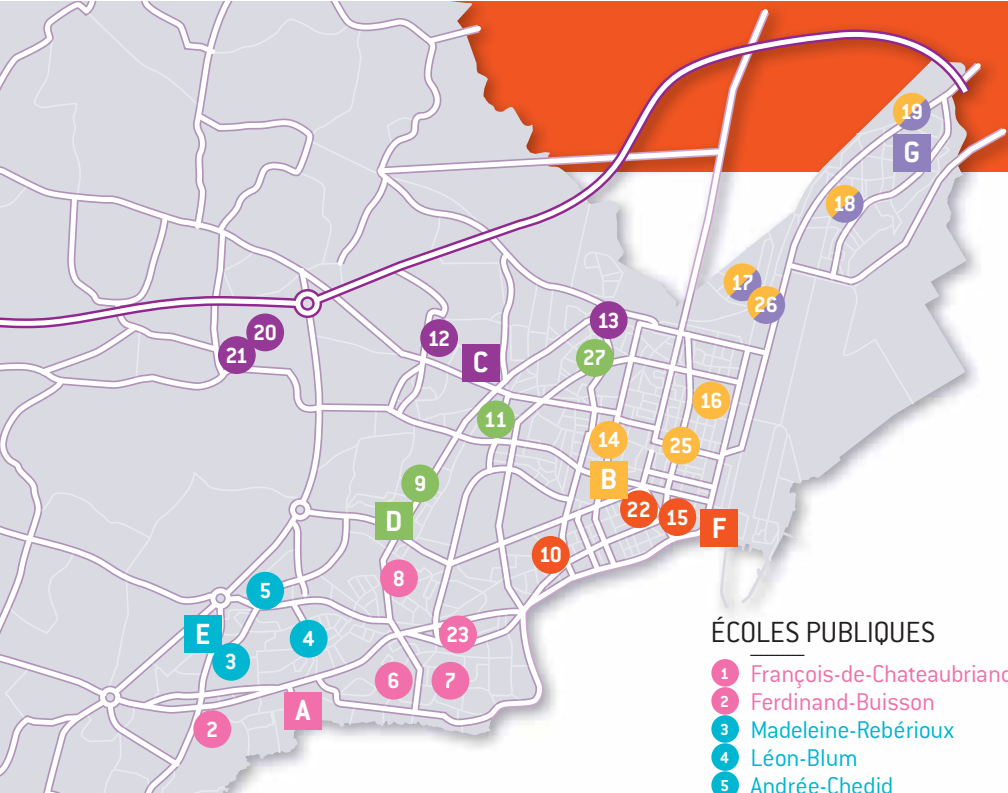 19
G
18
17
26
13
20
12
27
21
C
16
11
14
25
9
B
22
15
D
F
10
8
5
E
4
23
3
6
7
A
2
ÉCOLES PUBLIQUES
1 François-de-Chateaubriand
2 Ferdinand-Buisson
3 Madeleine-Rebérioux
4 Léon-Blum
5 Andrée-Chedid